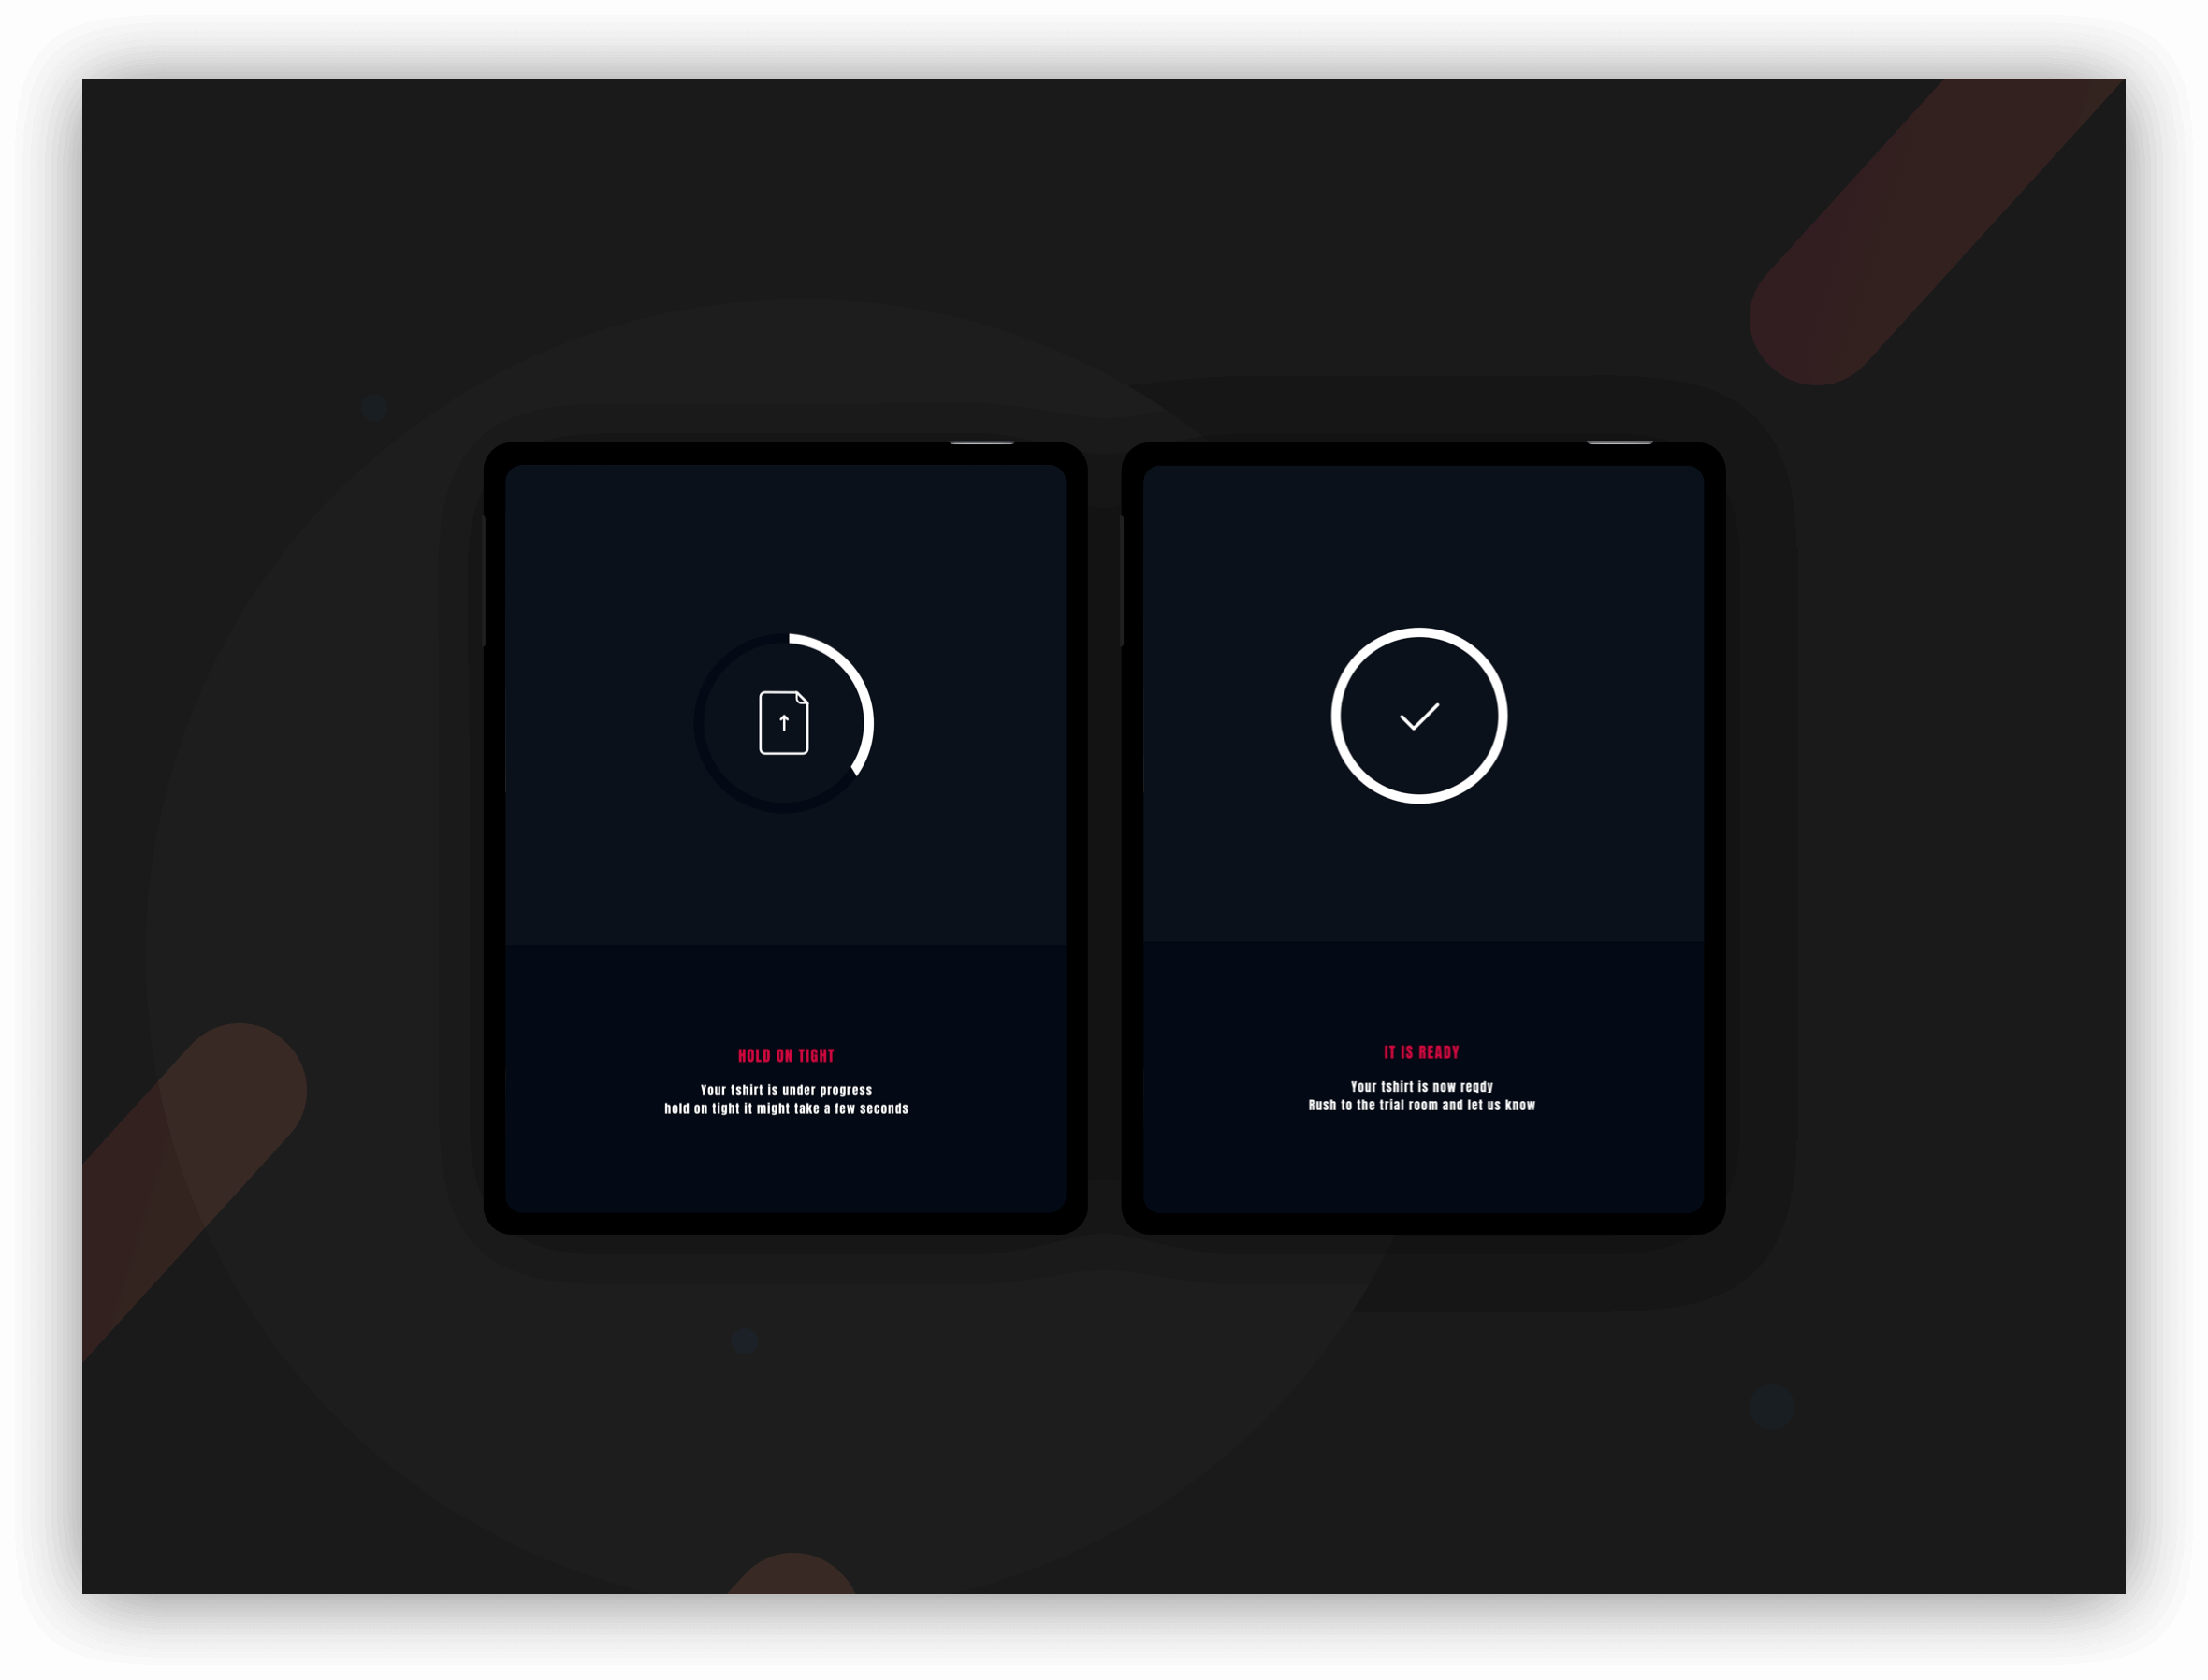 HOLD ON TIGHT
Your tshirt is under progress
hold on tight it might take a few seconds
IT IS READY
Your tshirt is now reqdy
Rush to the trial room and let us know